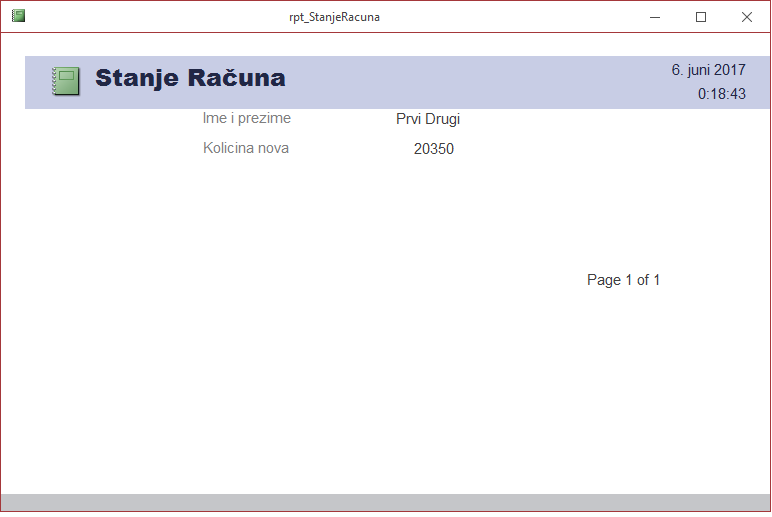 rpt_StanjeRacuna
Stanje Računa
6. juni 2017
0:18:43
Ime i prezime Prvi Drugi
Kolicina nova 20350
Page 1 of 1